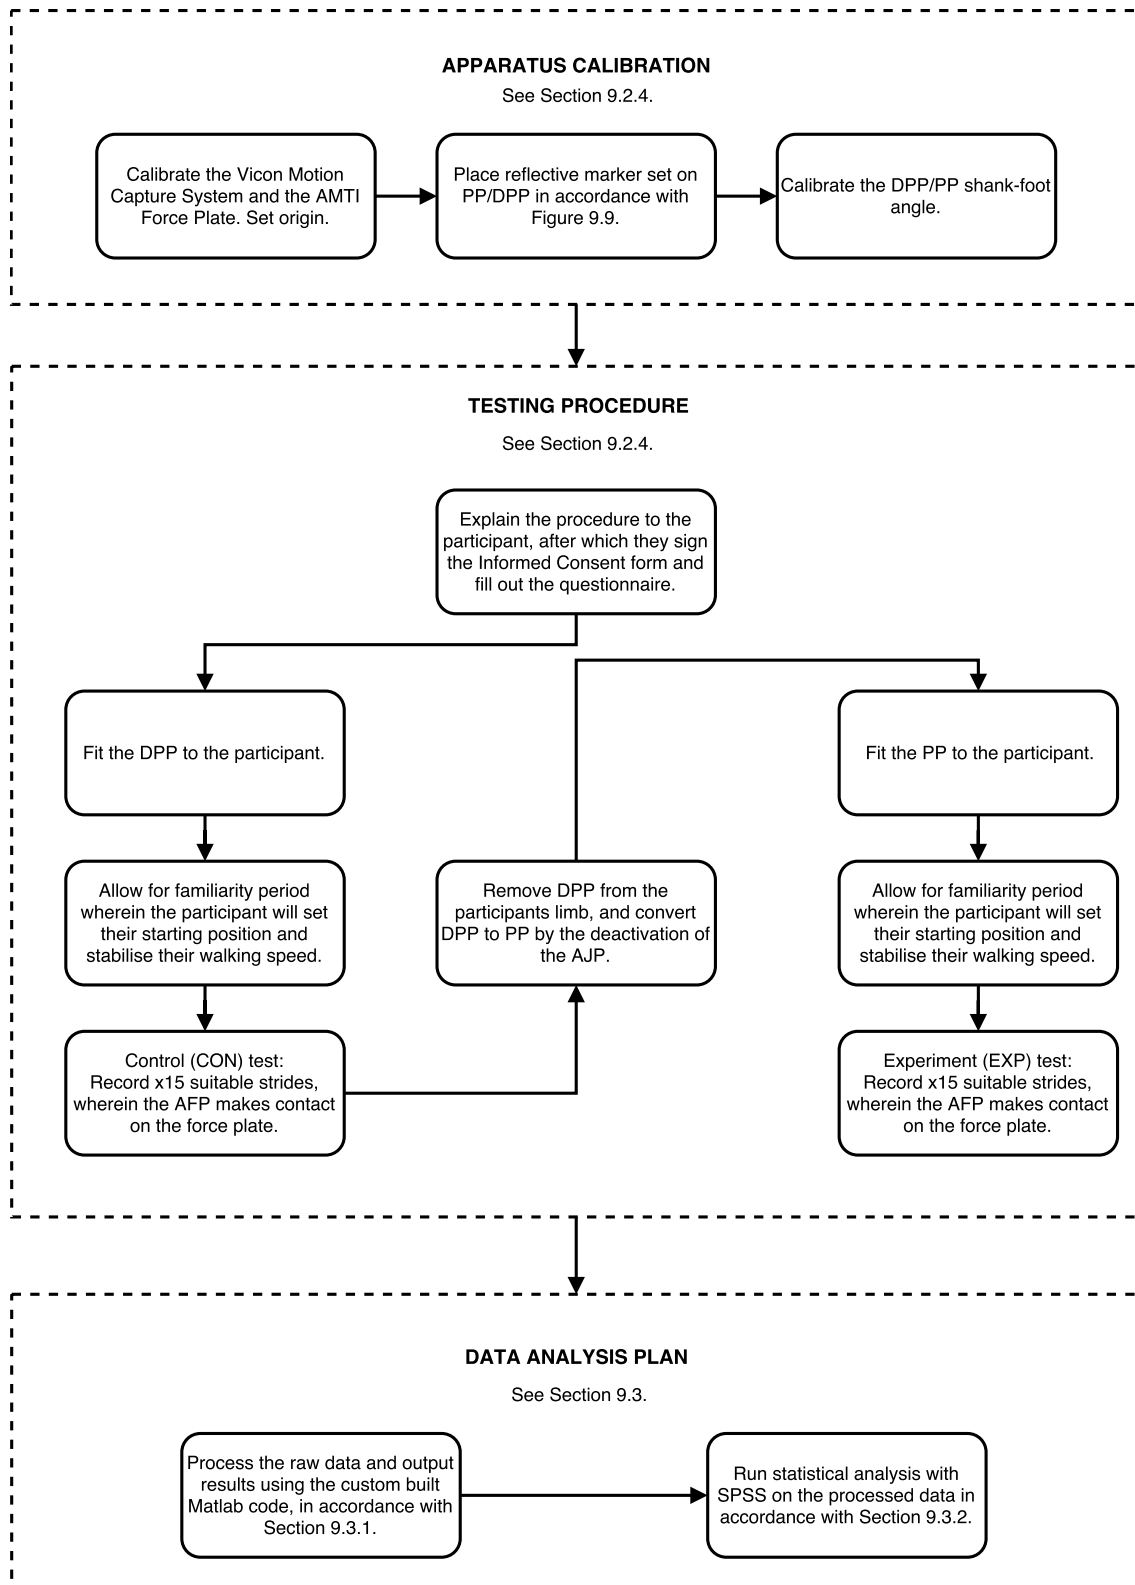 APPARATUS CALIBRATION
See Section 9.2.4.
Calibrate the Vicon Motion
Capture System and the AMTI
Force Plate. Set origin.
Place reflective marker set on
PP/DPP in accordance with
Figure 9.9.
Calibrate the DPP/PP shank-foot
angle.
TESTING PROCEDURE
See Section 9.2.4.
Explain the procedure to the
participant, after which they sign
the Informed Consent form and
fill out the questionnaire.
Fit the DPP to the participant.
Allow for familiarity period
wherein the participant will set
their starting position and
stabilise their walking speed.
Control (CON) test:
Record x15 suitable strides,
wherein the AFP makes contact
on the force plate.
Remove DPP from the
participants limb, and convert
DPP to PP by the deactivation of
the AJP.
Fit the PP to the participant.
Allow for familiarity period
wherein the participant will set
their starting position and
stabilise their walking speed.
Experiment (EXP) test:
Record x15 suitable strides,
wherein the AFP makes contact
on the force plate.
DATA ANALYSIS PLAN
See Section 9.3.
Process the raw data and output
results using the custom built
Matlab code, in accordance with
Section 9.3.1.
Run statistical analysis with
SPSS on the processed data in
accordance with Section 9.3.2.